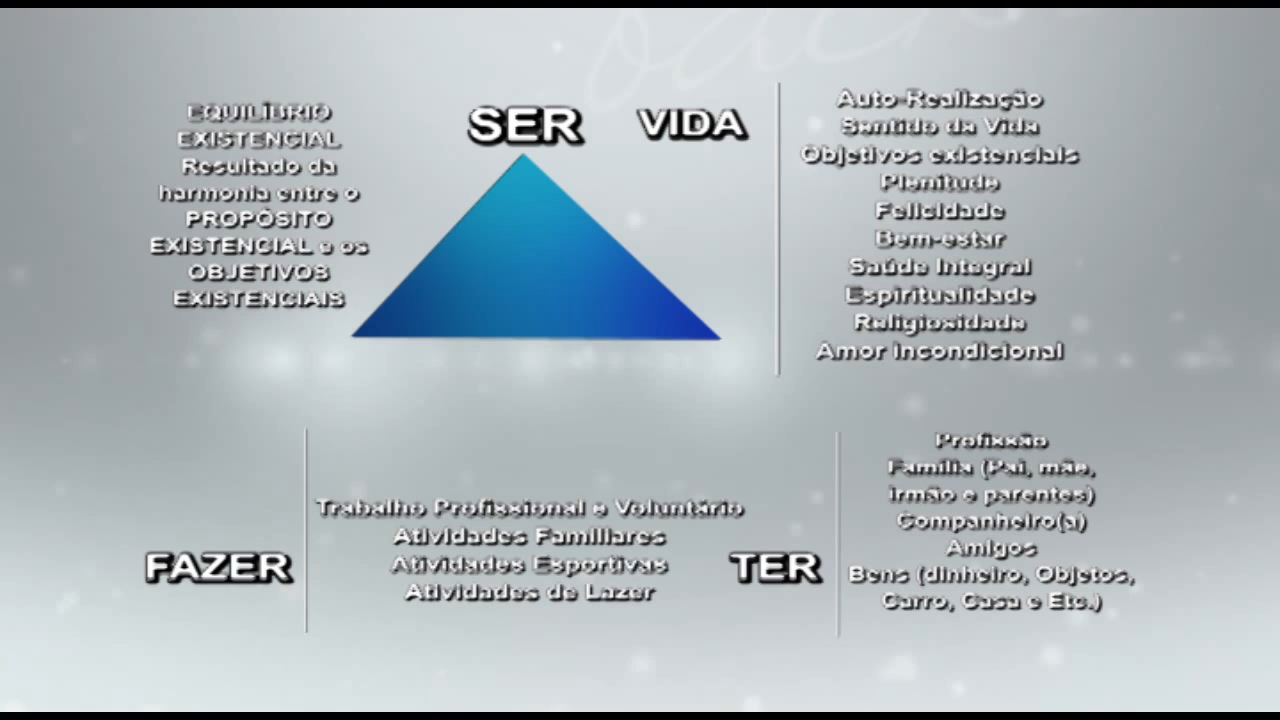 EQUILÍBRIO
EXISTENCIAL
Resultado da
harmonia entre o
PROPÓSITO
EXISTENCIAL e os
OBJETIVOS
EXISTENCIAIS
SER
VIDA
Auto-Realização
Sentido da Vida
Objetivos existenciais
Plenitude
Felicidade
Bem-estar
Saúde Integral
Espiritualidade
Religiosidade
Amor incondicional
FAZER
Trabalho Profissional e Voluntário
Atividades Familiares
Atividades Esportivas
Atividades de Lazer
TER
Profissão
Família (Pai, mãe,
irmão e parentes)
Companheiro(a)
Amigos
Bens (dinheiro, Objetos,
Carro, Casa e Etc.)